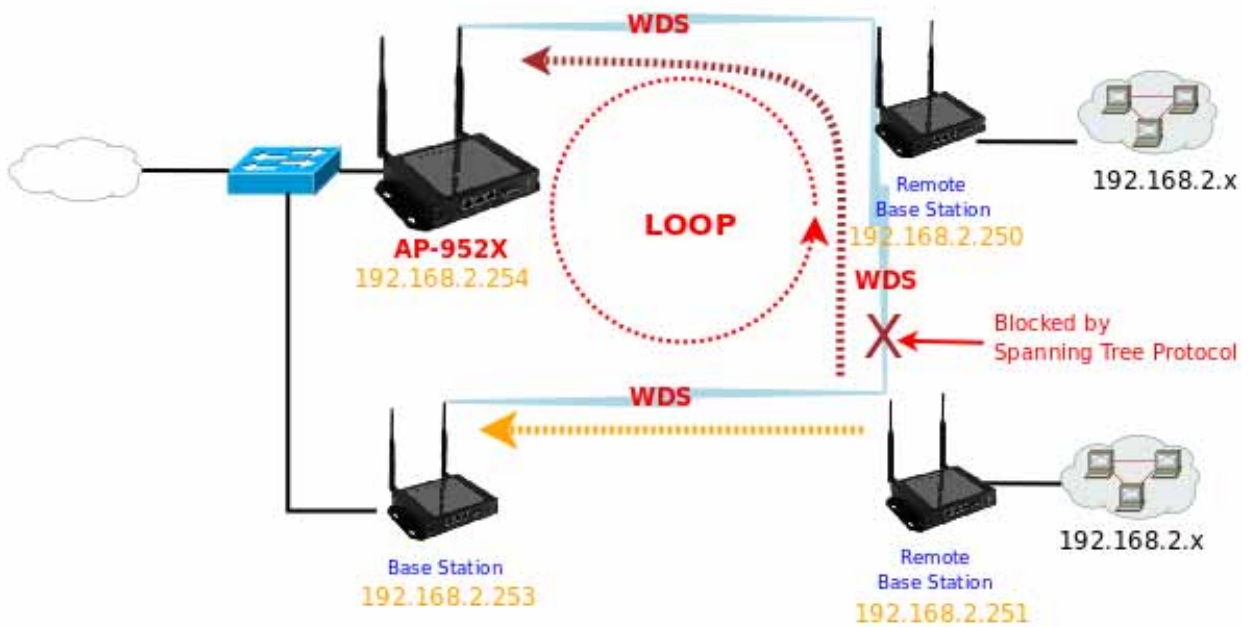 WDS
192.168.2.x
Remote
Base Station
192.168.2.250
LOOP
AP-952X
192.168.2.254
WDS
Blocked by
Spanning Tree Protocol
WDS
192.168.2.x
Base Station
192.168.2.253
Remote
Base Station
192.168.2.251